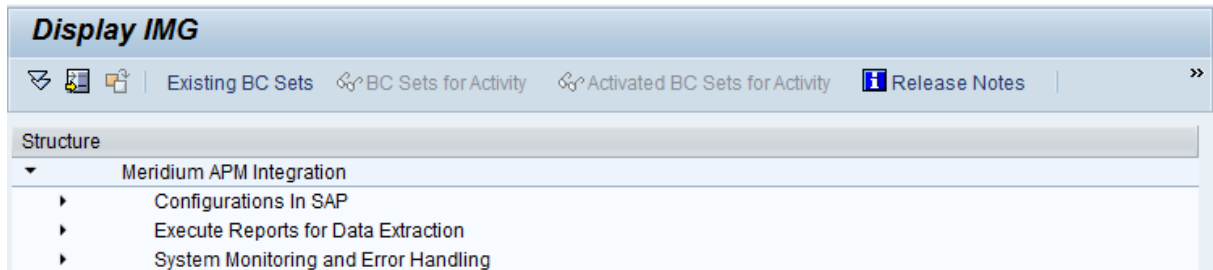 Display IMG
Existing BC Sets BC Sets for Activity Activated BC Sets for Activity Release Notes
Structure
Meridium APM Integration
Configurations In SAP
Execute Reports for Data Extraction
System Monitoring and Error Handling